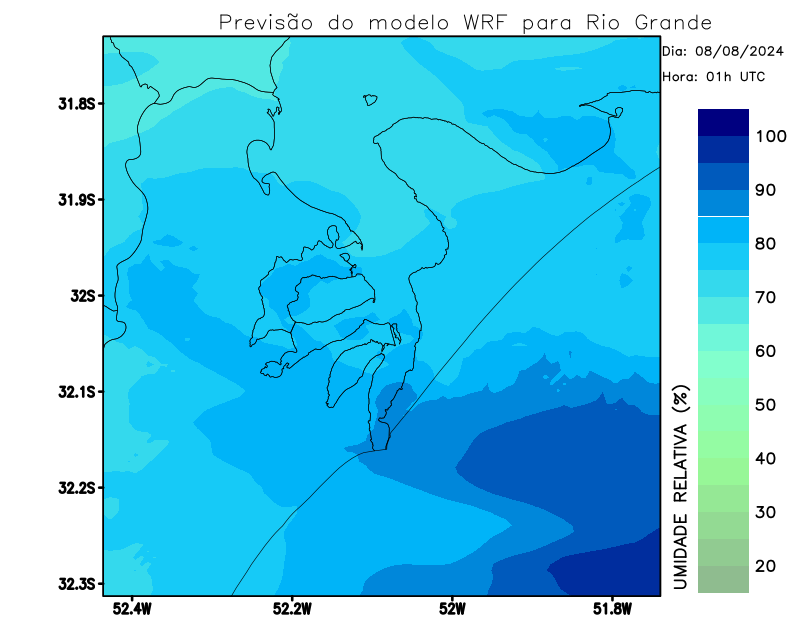 Previsão do modelo WRF para Rio Grande
Dia: 08/08/2024
Hora: 01h UTC
31.8S
31.9S
32S
32.1S
32.2S
32.3S
52.4W
52.2W
52W
51.8W
100
90
80
70
60
50
40
30
20
UMIDADE RELATIVA (%)